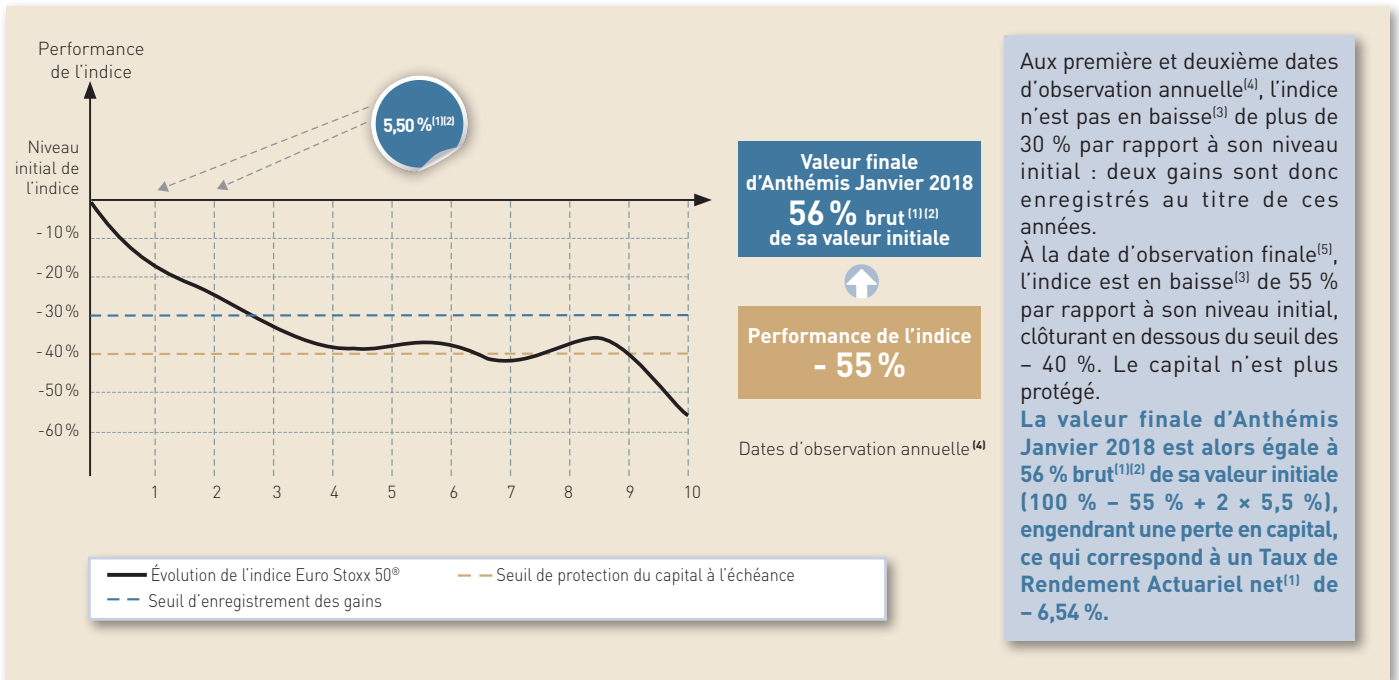 Performance
de l'indice
5,50 %(1)(2)
Niveau
initial de
l'indice
- 10 %
- 20 %
- 30 %
- 40 %
-50 %
-60 %
1 2 3 4 5 6 7 8 9 10
Valeur finale
d'Anthémis Janvier 2018
56 % brut (1) (2)
de sa valeur initiale
Performance de l'indice
- 55 %
Dates d'observation annuelle (4)
Évolution de l'indice Euro Stoxx 50®
Seuil de protection du capital à l'échéance
Seuil d'enregistrement des gains
Aux première et deuxième dates
d'observation annuelle(4), l'indice
n'est pas en baisse(3) de plus de
30 % par rapport à son niveau
initial : deux gains sont donc
enregistrés au titre de ces
années.
À la date d'observation finale(5),
l'indice est en baisse(3) de 55 %
par rapport à son niveau initial,
clôturant en dessous du seuil des
– 40 %. Le capital n'est plus
protégé.
La valeur finale d'Anthémis
Janvier 2018 est alors égale à
56 % brut(1)(2) de sa valeur initiale
(100 % – 55 % + 2 × 5,5 %),
engendrant une perte en capital,
ce qui correspond à un Taux de
Rendement Actuariel net(1) de
– 6,54 %.